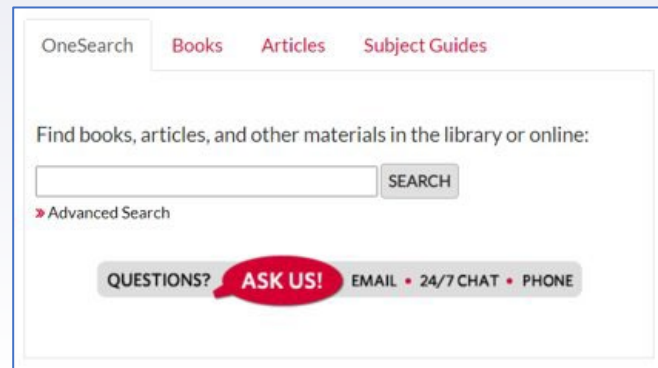 OneSearch Books Articles Subject Guides
Find books, articles, and other materials in the library or online:
SEARCH
» Advanced Search
QUESTIONS? ASK US! EMAIL • 24/7 CHAT • PHONE